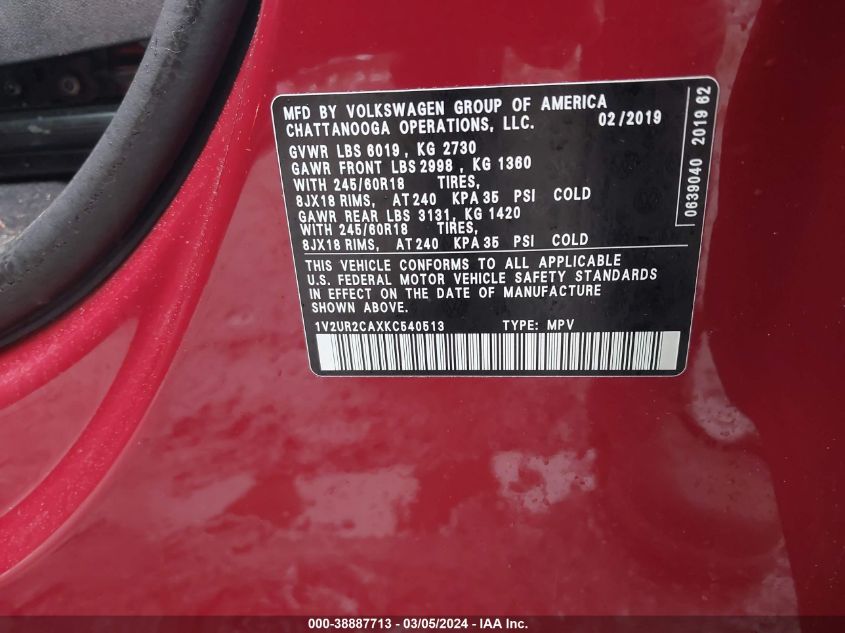 MFD BY VOLKSWAGEN GROUP OF AMERICA
CHATTANOOGA OPERATIONS, LLC. 02/2019
GVWR LBS 6019, KG 2730
GAWR FRONT LBS 2998, KG 1360
WITH 245/60R18 TIRES,
8JX18 RIMS, AT 240 KPA 35 PSI COLD
GAWR REAR LBS 3131, KG 1420
WITH 245/60R18 TIRES,
8JX18 RIMS, AT 240 KPA 35 PSI COLD
THIS VEHICLE CONFORMS TO ALL APPLICABLE
U.S. FEDERAL MOTOR VEHICLE SAFETY STANDARDS
IN EFFECT ON THE DATE OF MANUFACTURE
SHOWN ABOVE.
1V2UR2CAXKC540513 TYPE: MPV
0639040 2019 62
000-38887713 - 03/05/2024 - IAA Inc.